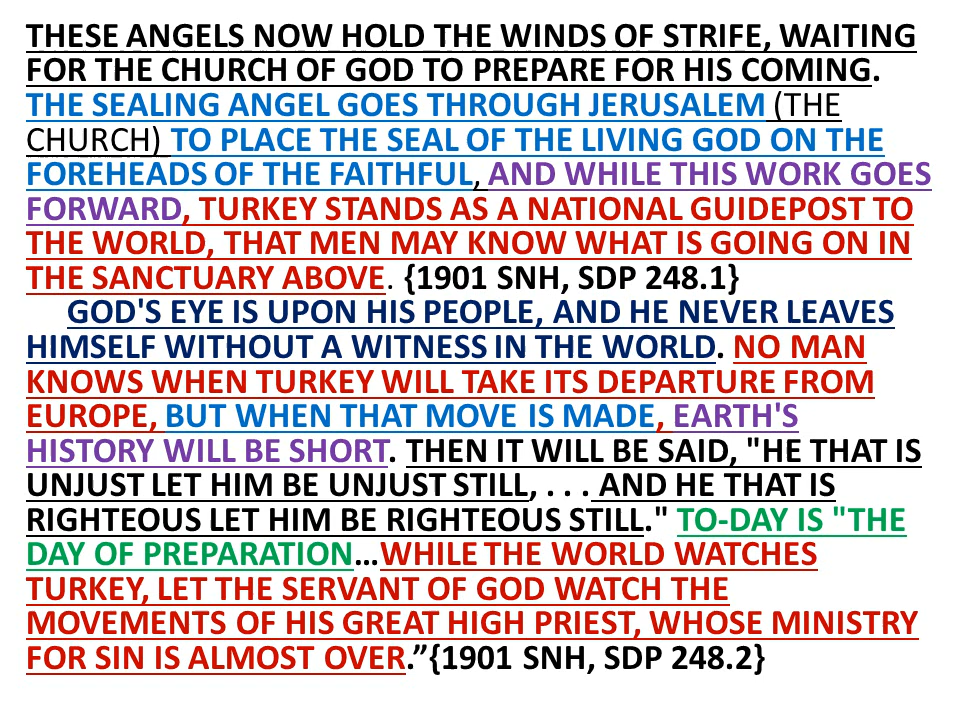 THESE ANGELS NOW HOLD THE WINDS OF STRIFE, WAITING
FOR THE CHURCH OF GOD TO PREPARE FOR HIS COMING.
THE SEALING ANGEL GOES THROUGH JERUSALEM (THE
CHURCH) TO PLACE THE SEAL OF THE LIVING GOD ON THE
FOREHEADS OF THE FAITHFUL, AND WHILE THIS WORK GOES
FORWARD, TURKEY STANDS AS A NATIONAL GUIDEPOST TO
THE WORLD, THAT MEN MAY KNOW WHAT IS GOING ON IN
THE SANCTUARY ABOVE. {1901 SNH, SDP 248.1}
GOD'S EYE IS UPON HIS PEOPLE, AND HE NEVER LEAVES
HIMSELF WITHOUT A WITNESS IN THE WORLD. NO MAN
KNOWS WHEN TURKEY WILL TAKE ITS DEPARTURE FROM
EUROPE, BUT WHEN THAT MOVE IS MADE, EARTH'S
HISTORY WILL BE SHORT. THEN IT WILL BE SAID, "HE THAT IS
UNJUST LET HIM BE UNJUST STILL, . . . AND HE THAT IS
RIGHTEOUS LET HIM BE RIGHTEOUS STILL." TO-DAY IS "THE
DAY OF PREPARATION…WHILE THE WORLD WATCHES
TURKEY, LET THE SERVANT OF GOD WATCH THE
MOVEMENTS OF HIS GREAT HIGH PRIEST, WHOSE MINISTRY
FOR SIN IS ALMOST OVER.”{1901 SNH, SDP 248.2}